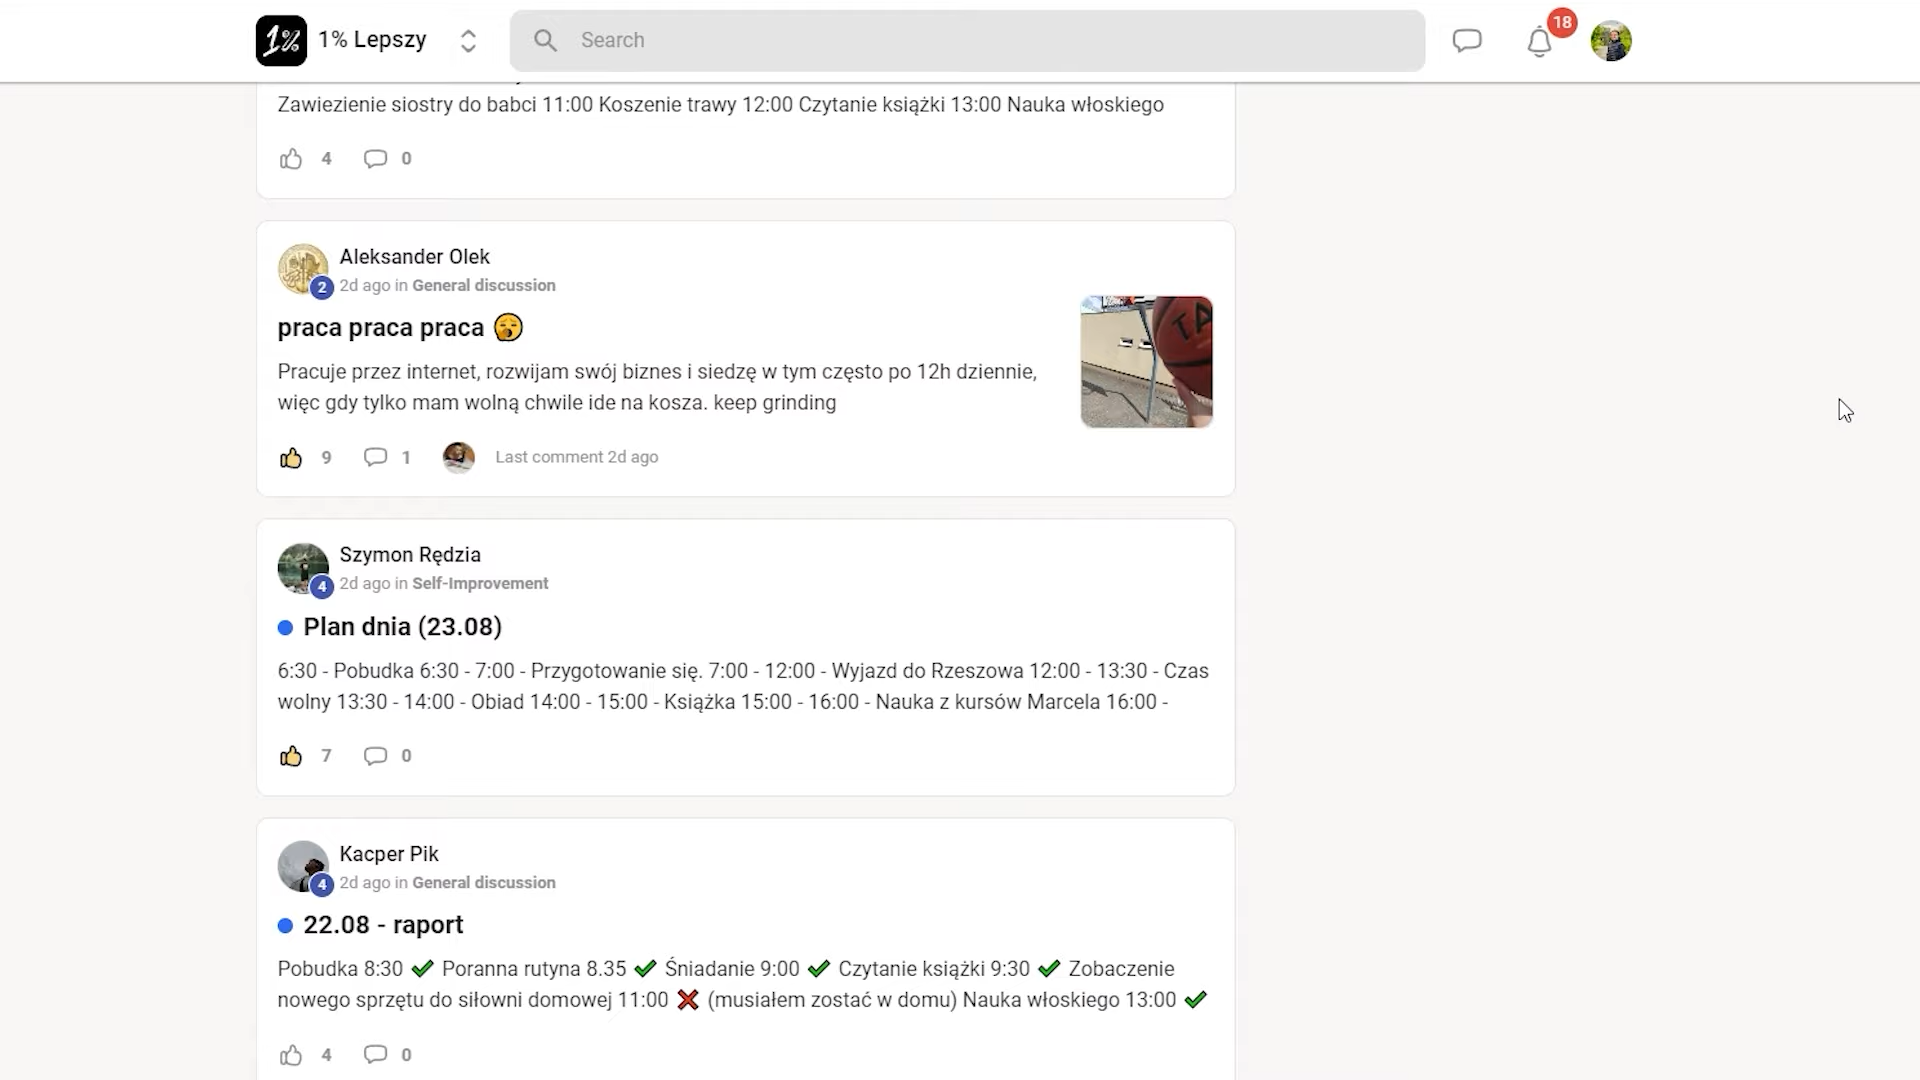 1% 1% Lepszy Search 18
Zawiezienie siostry do babci 11:00 Koszenie trawy 12:00 Czytanie książki 13:00 Nauka włoskiego
4 0
Aleksander Olek
2 2d ago in General discussion
praca praca praca 🥱
Pracuje przez internet, rozwijam swój biznes i siedzę w tym często po 12h dziennie,
więc gdy tylko mam wolną chwile ide na kosza. keep grinding
9 1 Last comment 2d ago
Szymon Rędzia
4 2d ago in Self-Improvement
Plan dnia (23.08)
6:30 - Pobudka 6:30 - 7:00 - Przygotowanie się. 7:00 - 12:00 - Wyjazd do Rzeszowa 12:00 - 13:30 - Czas
wolny 13:30 - 14:00 - Obiad 14:00 - 15:00 - Książka 15:00 - 16:00 - Nauka z kursów Marcela 16:00 -
7 0
Kacper Pik
4 2d ago in General discussion
22.08 - raport
Pobudka 8:30 ✔ Poranna rutyna 8.35 ✔ Śniadanie 9:00 ✔ Czytanie książki 9:30 ✔ Zobaczenie
nowego sprzętu do siłowni domowej 11:00 ❌ (musiałem zostać w domu) Nauka włoskiego 13:00 ✔
4 0